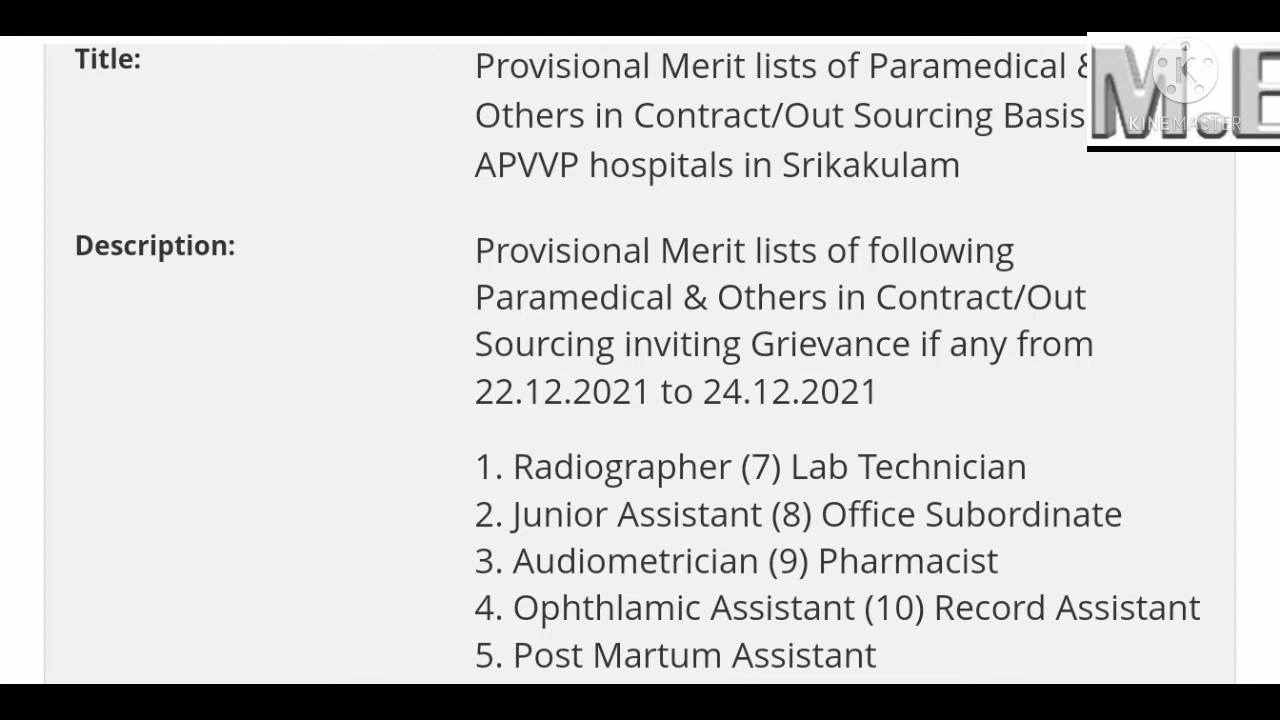 Title:
Provisional Merit lists of Paramedical &
Others in Contract/Out Sourcing Basis
APVVP hospitals in Srikakulam
M.E
K
KINEMASTER
Description:
Provisional Merit lists of following
Paramedical & Others in Contract/Out
Sourcing inviting Grievance if any from
22.12.2021 to 24.12.2021
1. Radiographer (7) Lab Technician
2. Junior Assistant (8) Office Subordinate
3. Audiometrician (9) Pharmacist
4. Ophthlamic Assistant (10) Record Assistant
5. Post Martum Assistant